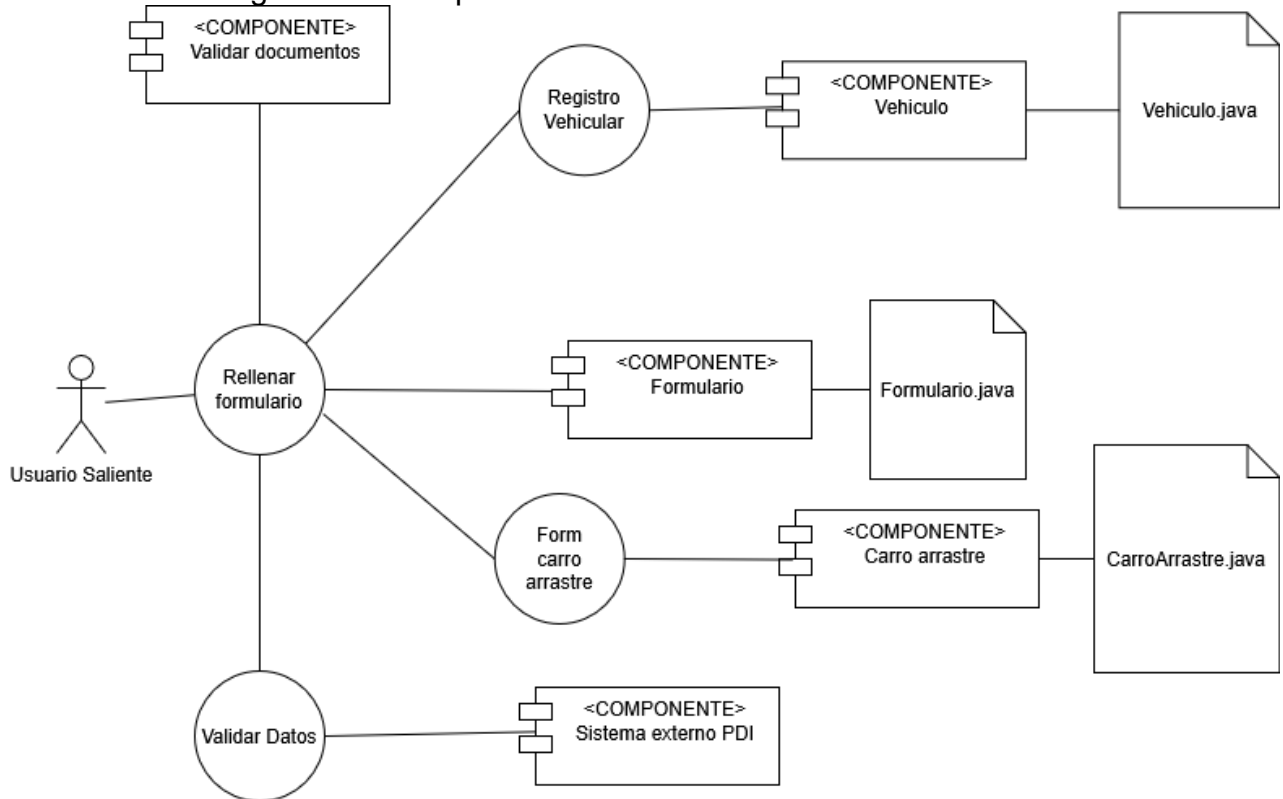 <COMPONENTE>
Validar documentos
Registro
Vehicular
<COMPONENTE>
Vehiculo
Vehiculo.java
Rellenar
formulario
<COMPONENTE>
Formulario
Formulario.java
Usuario Saliente
Form
carro
arrastre
<COMPONENTE>
Carro arrastre
CarroArrastre.java
Validar Datos
<COMPONENTE>
Sistema externo PDI